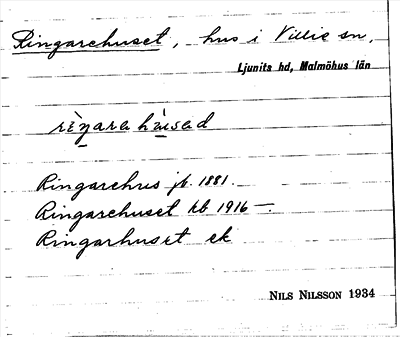 Ringarehuset, hus i Villie sn,
Ljunits hd, Malmöhus län
Ringarehus jb. 1881.
Ringarehuset kb 1916 —.
Ringarhuset ek
NILS NILSSON 1934